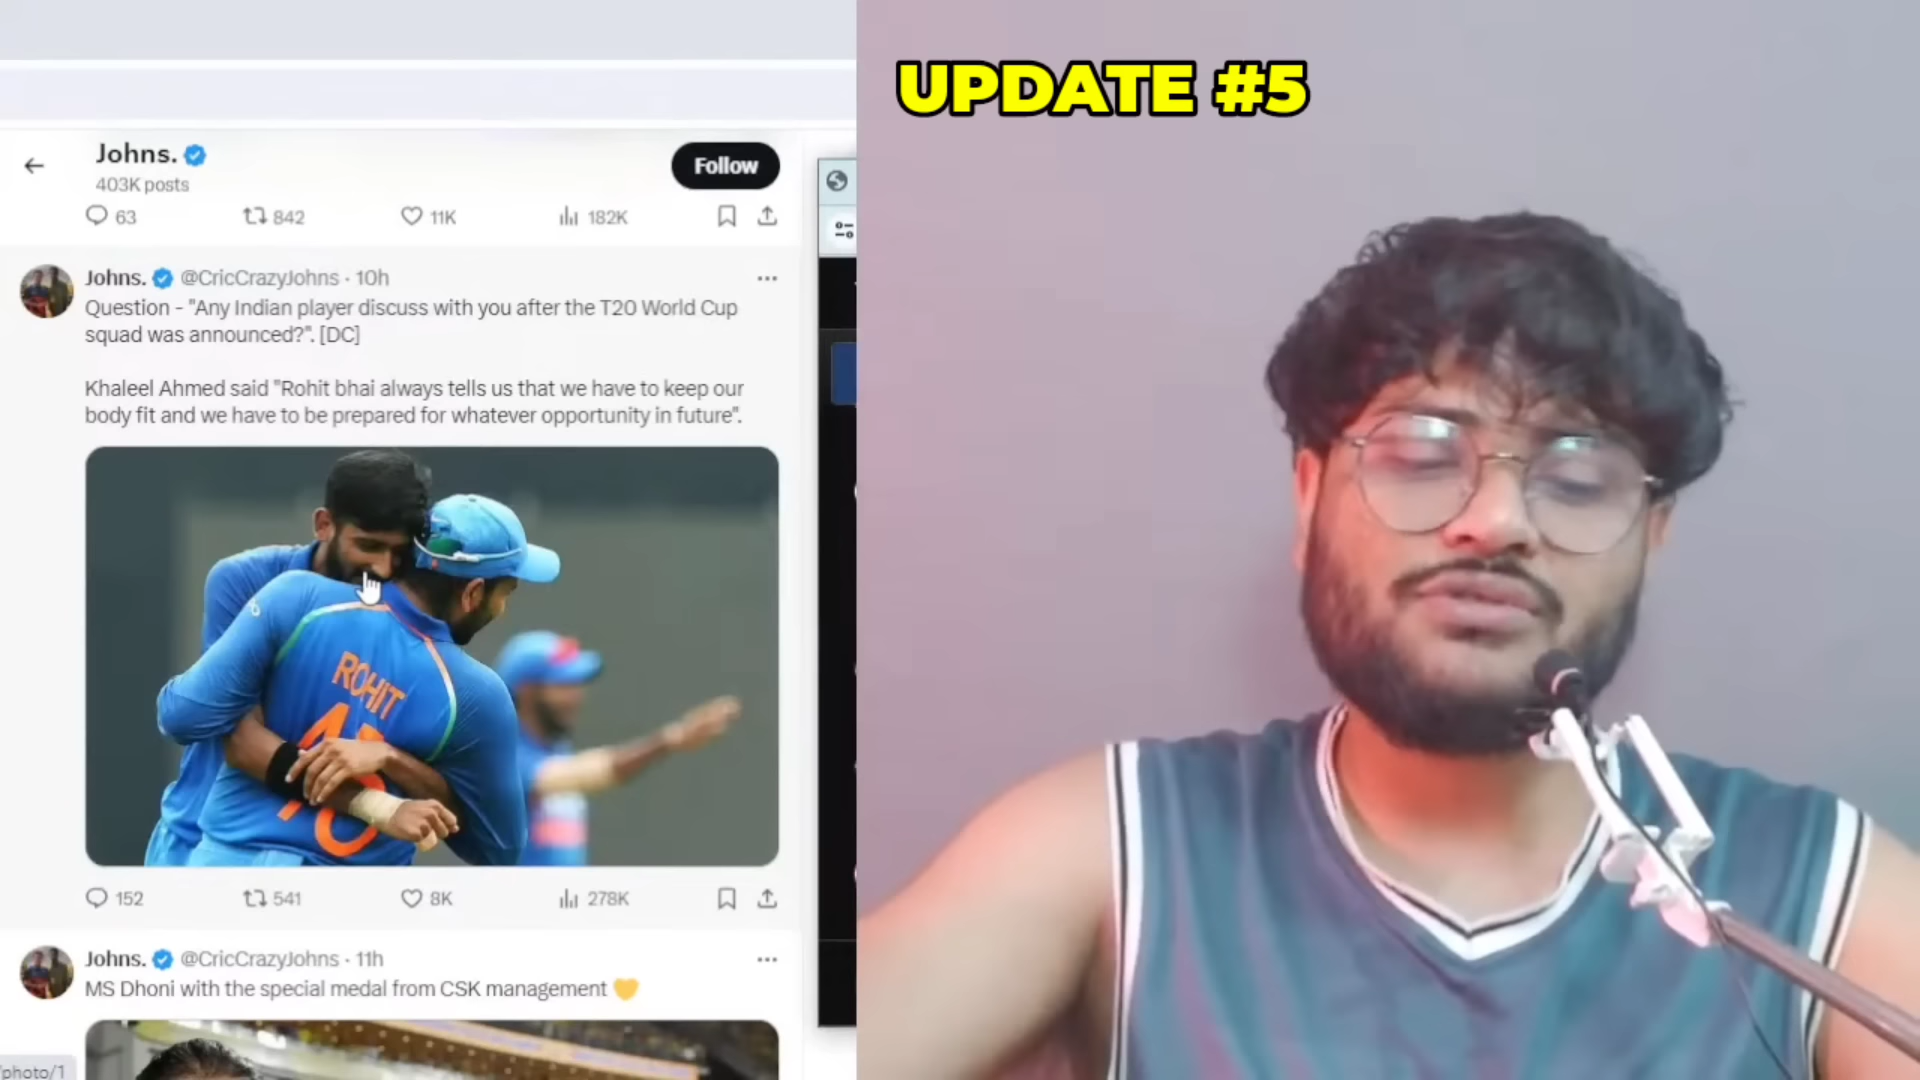 UPDATE #5
Johns.
403K posts
Follow
63 842 11K 182K
Johns. @CricCrazyJohns · 10h
Question - "Any Indian player discuss with you after the T20 World Cup
squad was announced?". [DC]
Khaleel Ahmed said "Rohit bhai always tells us that we have to keep our
body fit and we have to be prepared for whatever opportunity in future".
ROHIT
45
152 541 8K 278K
Johns. @CricCrazyJohns · 11h
MS Dhoni with the special medal from CSK management 💛
/photo/1